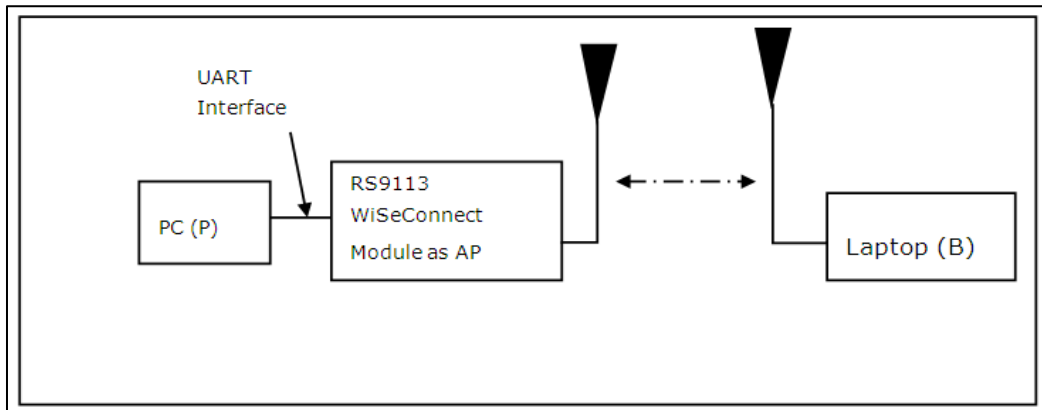 UART
Interface
PC (P)
RS9113
WiSeConnect
Module as AP
Laptop (B)